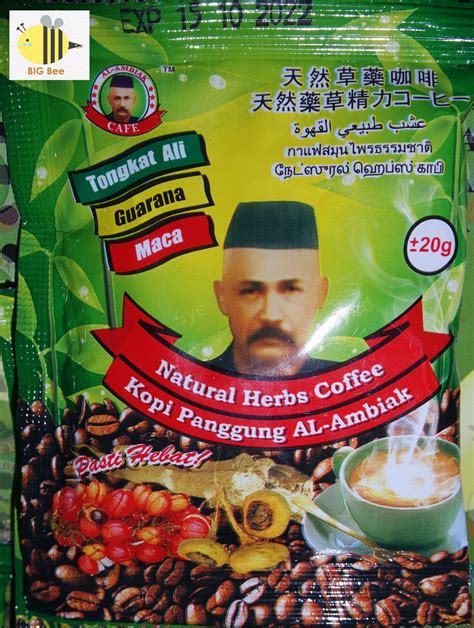 EXP 15 10 2022
BIG Bee
AL-AMBIAK
CAFE
TM
天然草藥咖啡
天然藥草精力コーヒー
عشب طبيعي القهوة
กาแฟสมุนไพรธรรมชาติ
நேட்ஸுரல் ஹெப்ஸ் காபி
Tongkat Ali
Guarana
Maca
±20g
Natural Herbs Coffee
Kopi Panggung AL-Ambiak
Pasti Hebat!